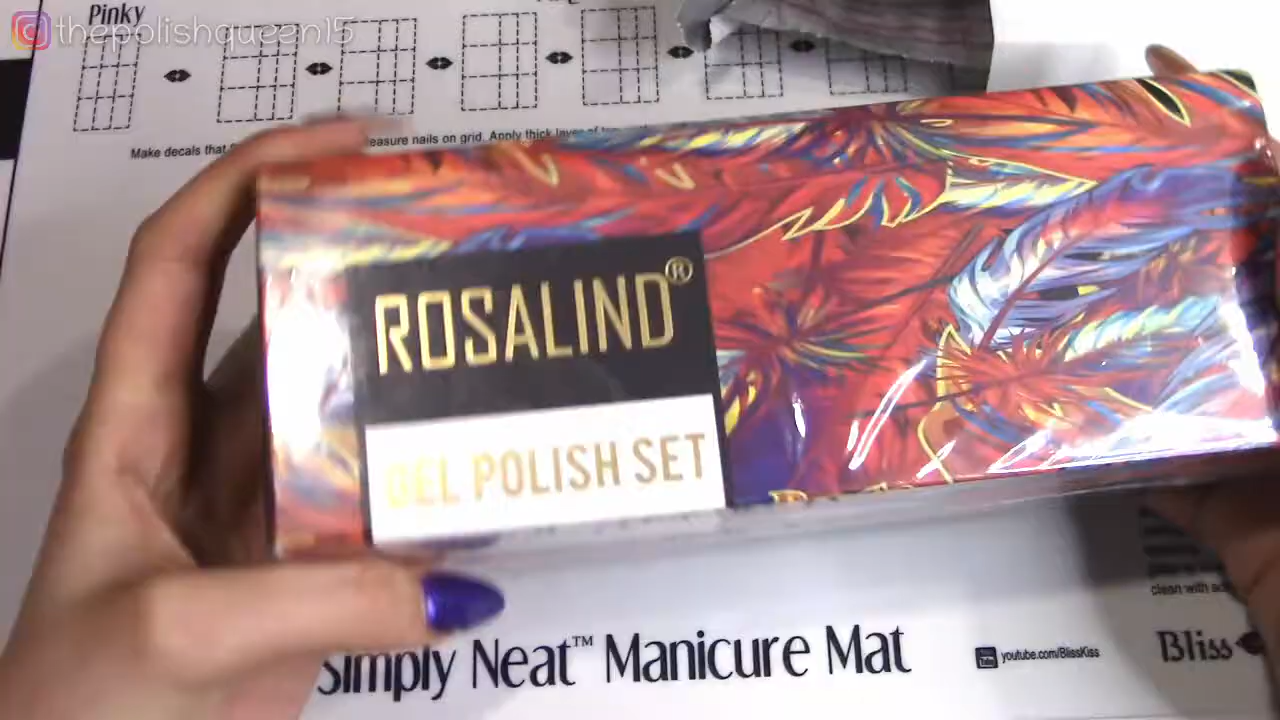 Pinky
thepolishqueen15
Make decals that
easure nails on grid. Apply thick layer of
ROSALIND®
GEL POLISH SET
clean with
Simply Neat™ Manicure Mat
youtube.com/BlissKiss
Bliss